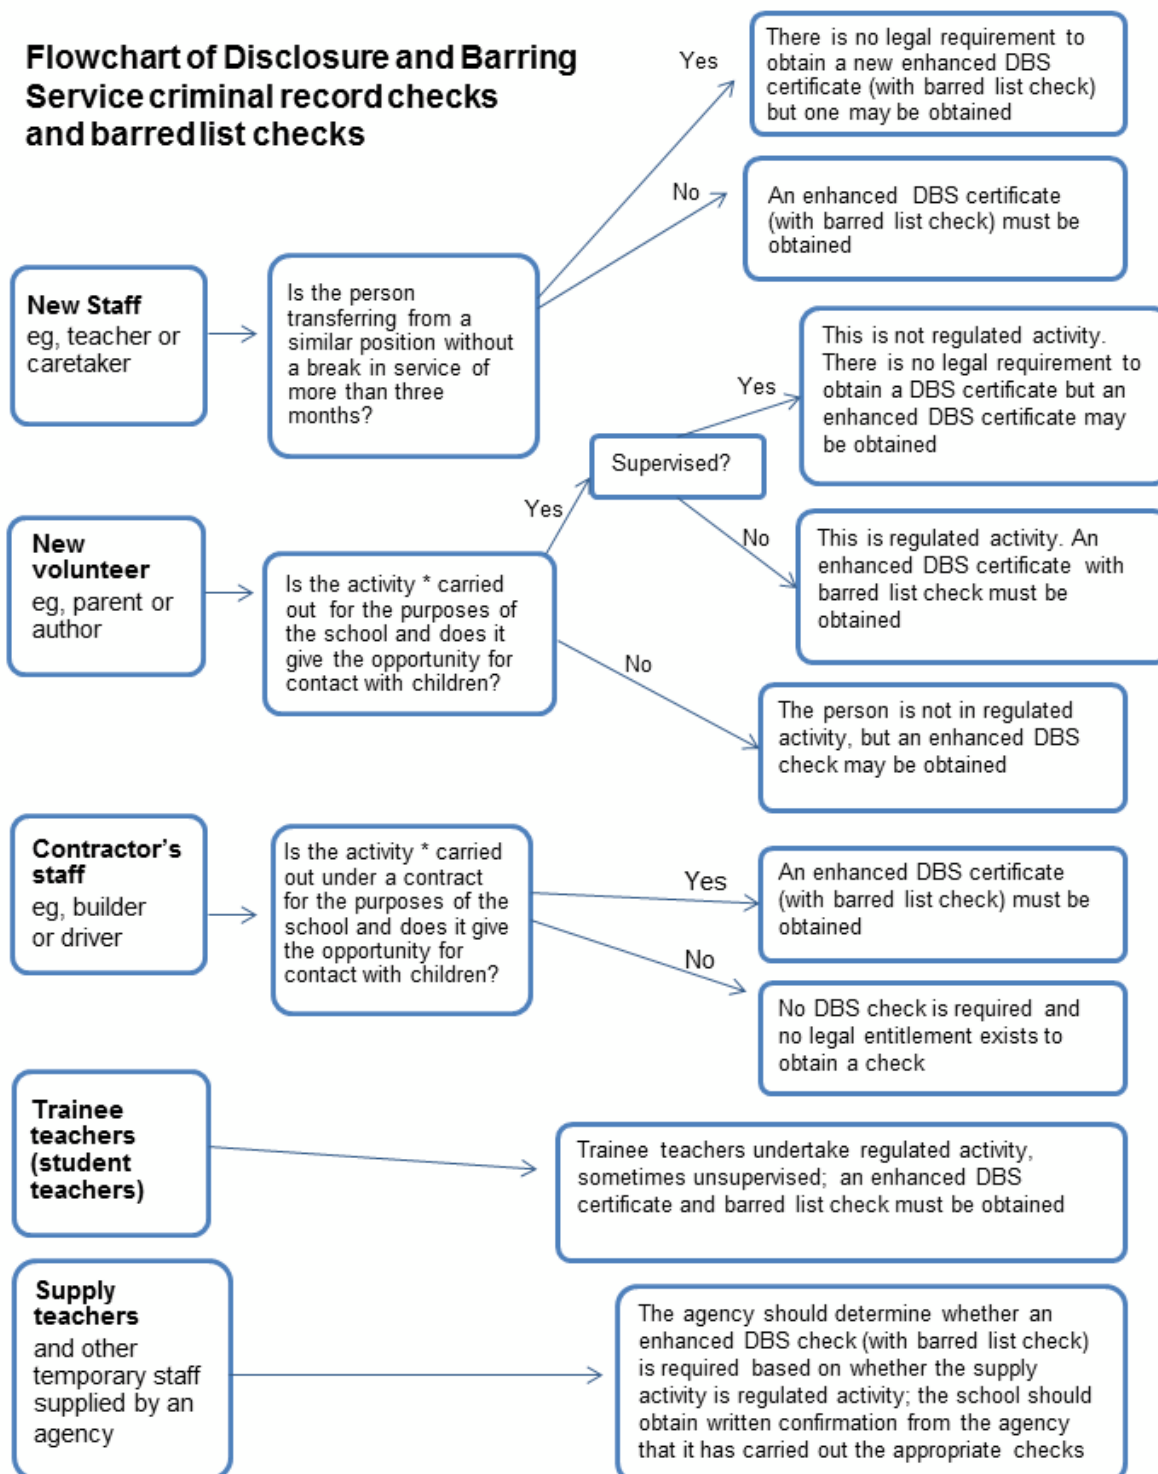 Flowchart of Disclosure and Barring
Service criminal record checks
and barred list checks
New Staff
eg, teacher or
caretaker
Is the person
transferring from a
similar position without
a break in service of
more than three
months?
Yes
There is no legal requirement to
obtain a new enhanced DBS
certificate (with barred list check)
but one may be obtained
No
An enhanced DBS certificate
(with barred list check) must be
obtained
New
volunteer
eg, parent or
author
Is the activity * carried
out for the purposes of
the school and does it
give the opportunity for
contact with children?
Yes
Supervised?
Yes
This is not regulated activity.
There is no legal requirement to
obtain a DBS certificate but an
enhanced DBS certificate may
be obtained
No
This is regulated activity. An
enhanced DBS certificate with
barred list check must be
obtained
No
The person is not in regulated
activity, but an enhanced DBS
check may be obtained
Contractor's
staff
eg, builder
or driver
Is the activity * carried
out under a contract
for the purposes of the
school and does it give
the opportunity for
contact with children?
Yes
An enhanced DBS certificate
(with barred list check) must be
obtained
No
No DBS check is required and
no legal entitlement exists to
obtain a check
Trainee
teachers
(student
teachers)
Trainee teachers undertake regulated activity,
sometimes unsupervised; an enhanced DBS
certificate and barred list check must be obtained
Supply
teachers
and other
temporary staff
supplied by an
agency
The agency should determine whether an
enhanced DBS check (with barred list check)
is required based on whether the supply
activity is regulated activity; the school should
obtain written confirmation from the agency
that it has carried out the appropriate checks